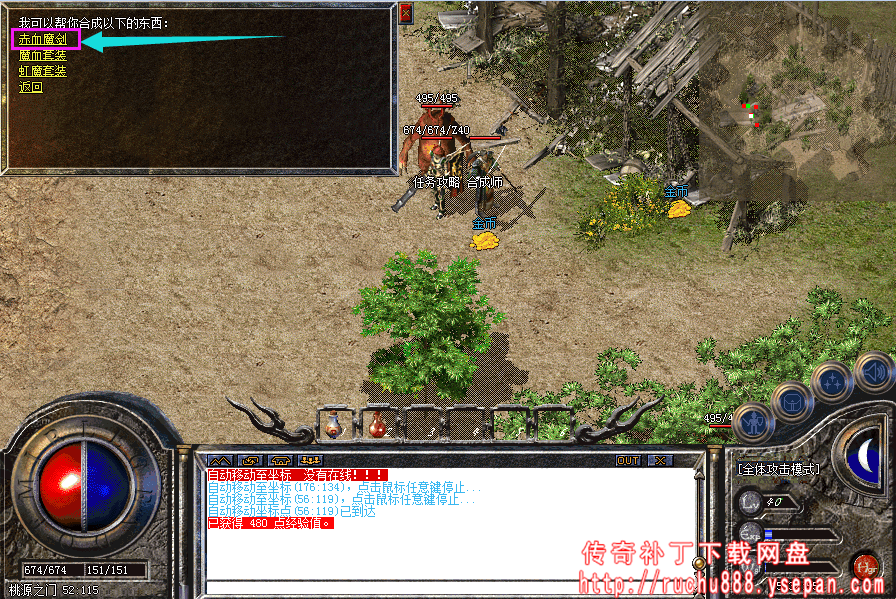 我可以帮你合成以下的东西:
赤血魔剑
魔血套装
虹魔套装
返回
495/495
674/674/Z40
任务攻略 合成师
金币
金币
495/4
[全体攻击模式]
OUT
自动移动至坐标 没有在线!!!
自动移动至坐标(176:134), 点击鼠标任意键停止...
自动移动至坐标(56:119), 点击鼠标任意键停止...
自动移动坐标点(56:119)已到达
已获得 480 点经验值。
Lv 40
Exp
674/674 151/151
桃源之门 52:115
传奇补丁下载网盘
http://ruchu888.ysepan.com